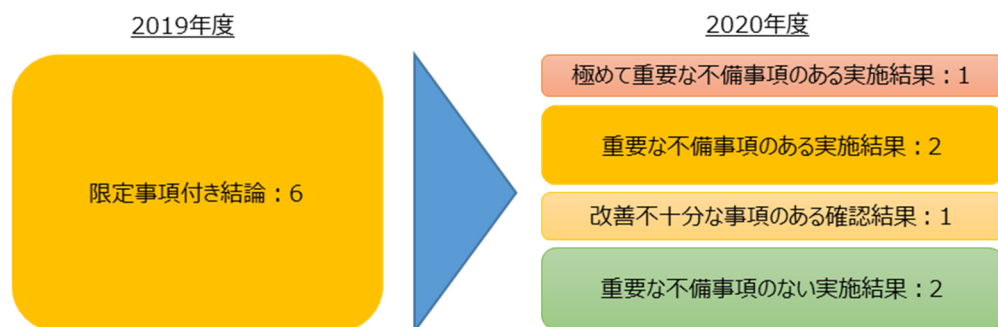 2019年度
限定事項付き結論：6
2020年度
極めて重要な不備事項のある実施結果：1
重要な不備事項のある実施結果：2
改善不十分な事項のある確認結果：1
重要な不備事項のない実施結果：2